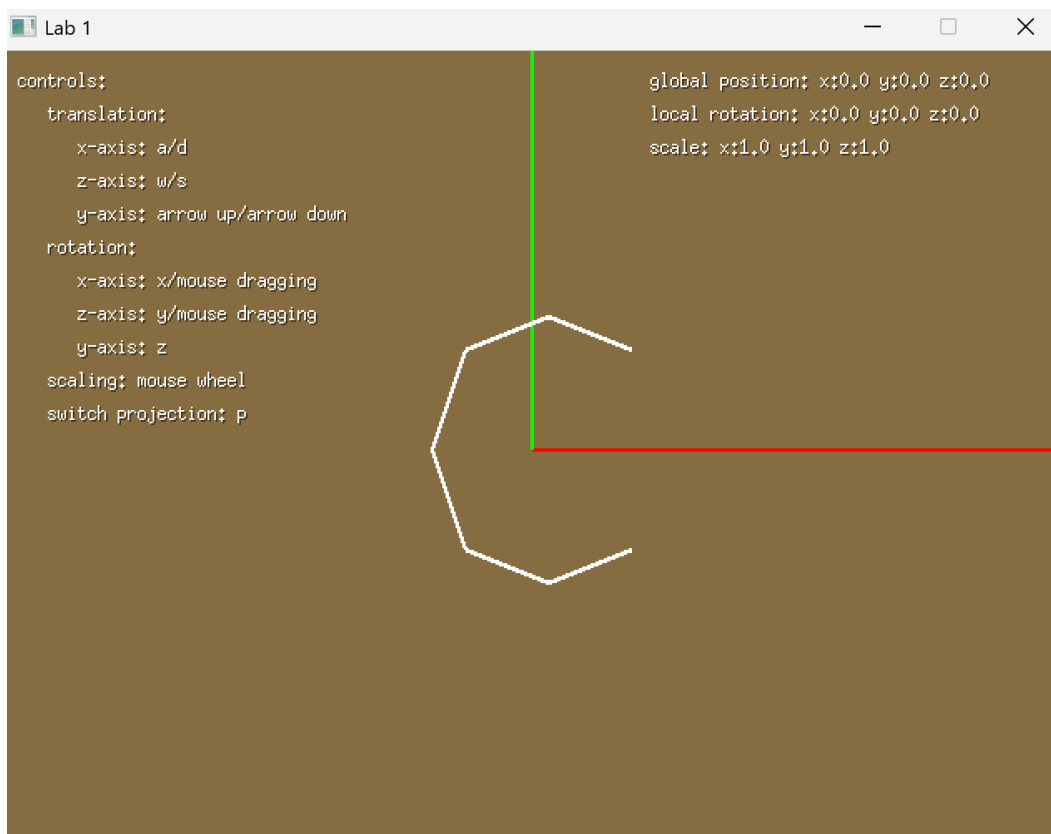 Lab 1
controls:
translation:
x-axis: a/d
z-axis: w/s
y-axis: arrow up/arrow down
rotation:
x-axis: x/mouse dragging
z-axis: y/mouse dragging
y-axis: z
scaling: mouse wheel
switch projection: p
global position: x:0.0 y:0.0 z:0.0
local rotation: x:0.0 y:0.0 z:0.0
scale: x:1.0 y:1.0 z:1.0